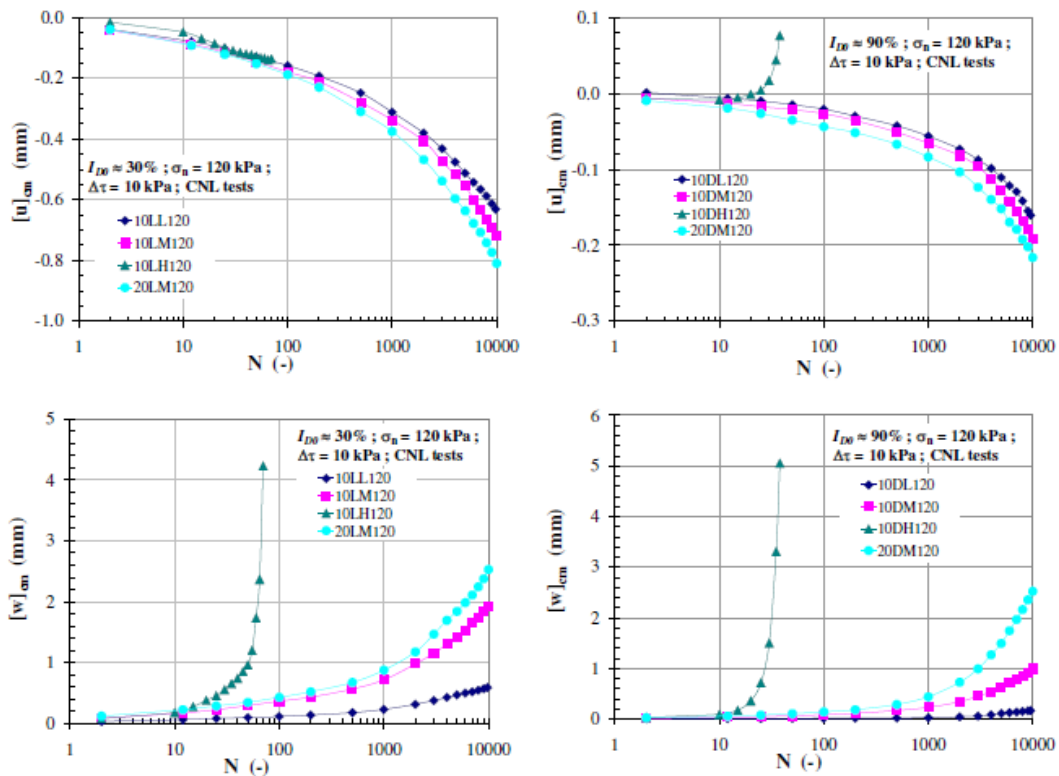 0.0
-0.2
-0.4
-0.6
-0.8
-1.0
[u]cm (mm)
I_D0 ≈ 30% ; σn = 120 kPa ;
Δτ = 10 kPa ; CNL tests
10LL120
10LM120
10LH120
20LM120
1 10 100 1000 10000
N (-)
0.1
0.0
-0.1
-0.2
-0.3
[u]cm (mm)
I_D0 ≈ 90% ; σn = 120 kPa ;
Δτ = 10 kPa ; CNL tests
10DL120
10DM120
10DH120
20DM120
1 10 100 1000 10000
N (-)
5
4
3
2
1
0
[w]cm (mm)
I_D0 ≈ 30% ; σn = 120 kPa ;
Δτ = 10 kPa ; CNL tests
10LL120
10LM120
10LH120
20LM120
1 10 100 1000 10000
N (-)
6
5
4
3
2
1
0
[w]cm (mm)
I_D0 ≈ 90% ; σn = 120 kPa ;
Δτ = 10 kPa ; CNL tests
10DL120
10DM120
10DH120
20DM120
1 10 100 1000 10000
N (-)